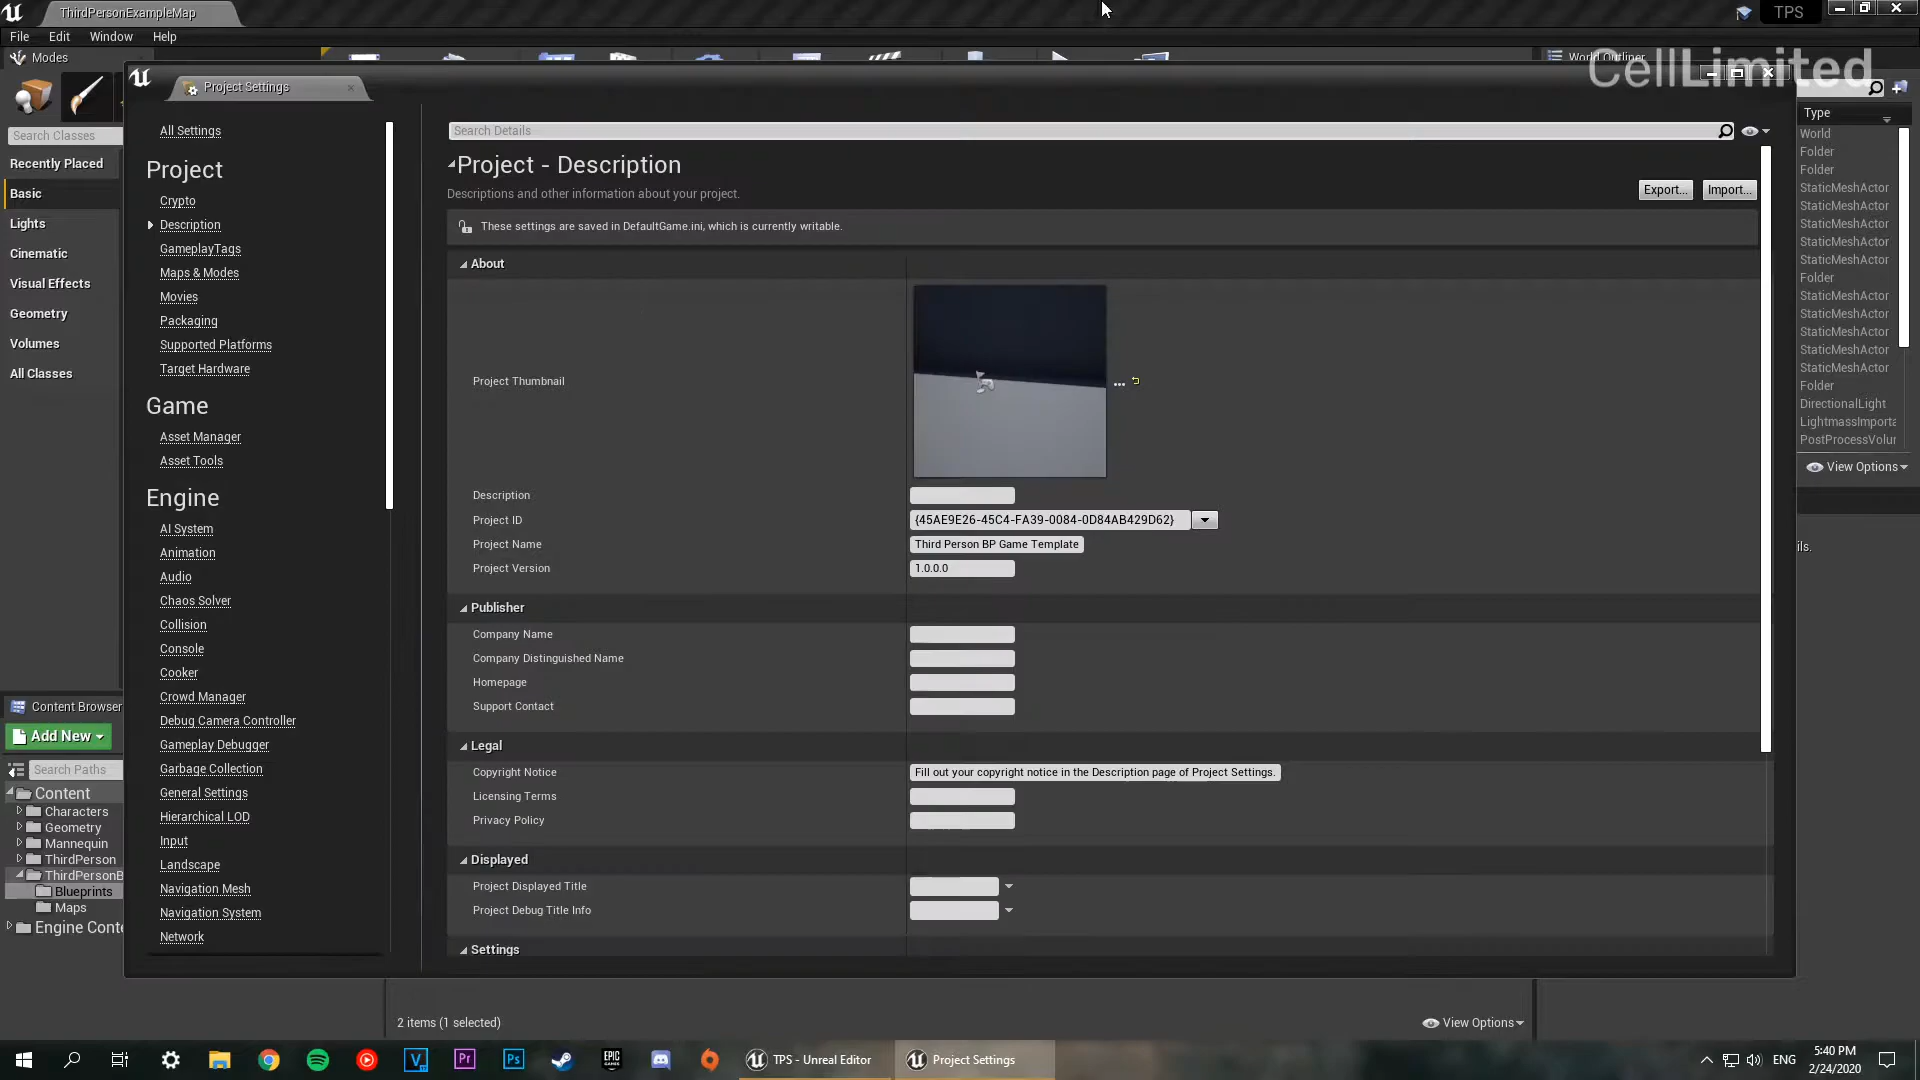 ThirdPersonExampleMap
TPS
File Edit Window Help
Modes
World Outliner
CellLimited
Project Settings
Search Classes
Recently Placed
Basic
Lights
Cinematic
Visual Effects
Geometry
Volumes
All Classes
Content Browser
Add New
Search Paths
Content
Characters
Geometry
Mannequin
ThirdPerson
ThirdPersonB
Blueprints
Maps
Engine Conte
All Settings
Project
Crypto
Description
GameplayTags
Maps & Modes
Movies
Packaging
Supported Platforms
Target Hardware
Game
Asset Manager
Asset Tools
Engine
AI System
Animation
Audio
Chaos Solver
Collision
Console
Cooker
Crowd Manager
Debug Camera Controller
Gameplay Debugger
Garbage Collection
General Settings
Hierarchical LOD
Input
Landscape
Navigation Mesh
Navigation System
Network
Search Details
Project - Description
Descriptions and other information about your project.
Export... Import...
These settings are saved in DefaultGame.ini, which is currently writable.
About
Project Thumbnail
Description
Project ID {45AE9E26-45C4-FA39-0084-0D84AB429D62}
Project Name Third Person BP Game Template
Project Version 1.0.0.0
Publisher
Company Name
Company Distinguished Name
Homepage
Support Contact
Legal
Copyright Notice Fill out your copyright notice in the Description page of Project Settings.
Licensing Terms
Privacy Policy
Displayed
Project Displayed Title
Project Debug Title Info
Settings
Type
World
Folder
Folder
StaticMeshActor
StaticMeshActor
StaticMeshActor
StaticMeshActor
StaticMeshActor
Folder
StaticMeshActor
StaticMeshActor
StaticMeshActor
StaticMeshActor
StaticMeshActor
Folder
DirectionalLight
LightmassImporta
PostProcessVolur
View Options
ils.
2 items (1 selected)
View Options
Pr
Ps
EPIC
GAMES
TPS - Unreal Editor
Project Settings
ENG
5:40 PM
2/24/2020